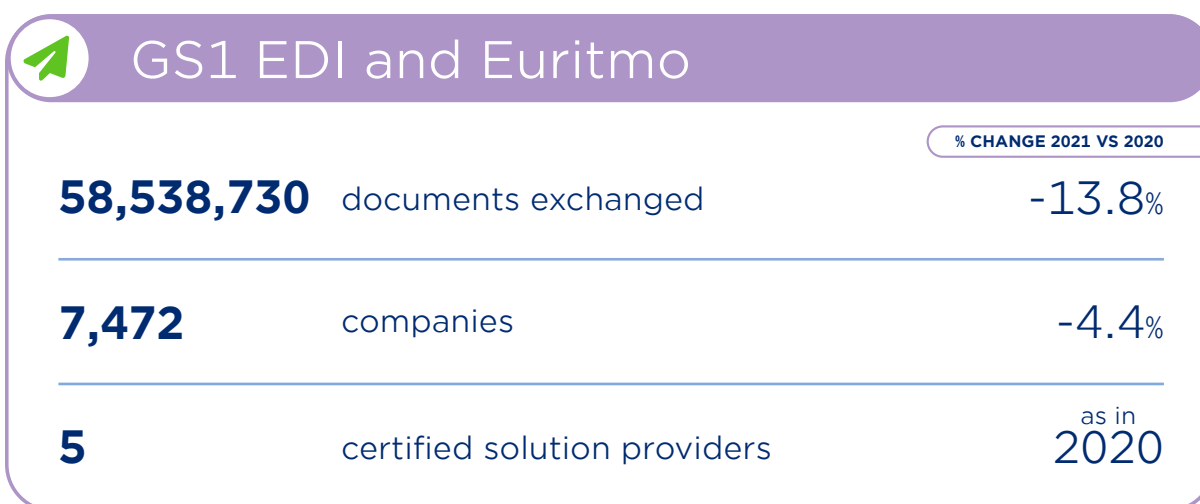 GS1 EDI and Euritmo
% CHANGE 2021 VS 2020
58,538,730 documents exchanged -13.8%
7,472 companies -4.4%
5 certified solution providers as in 2020